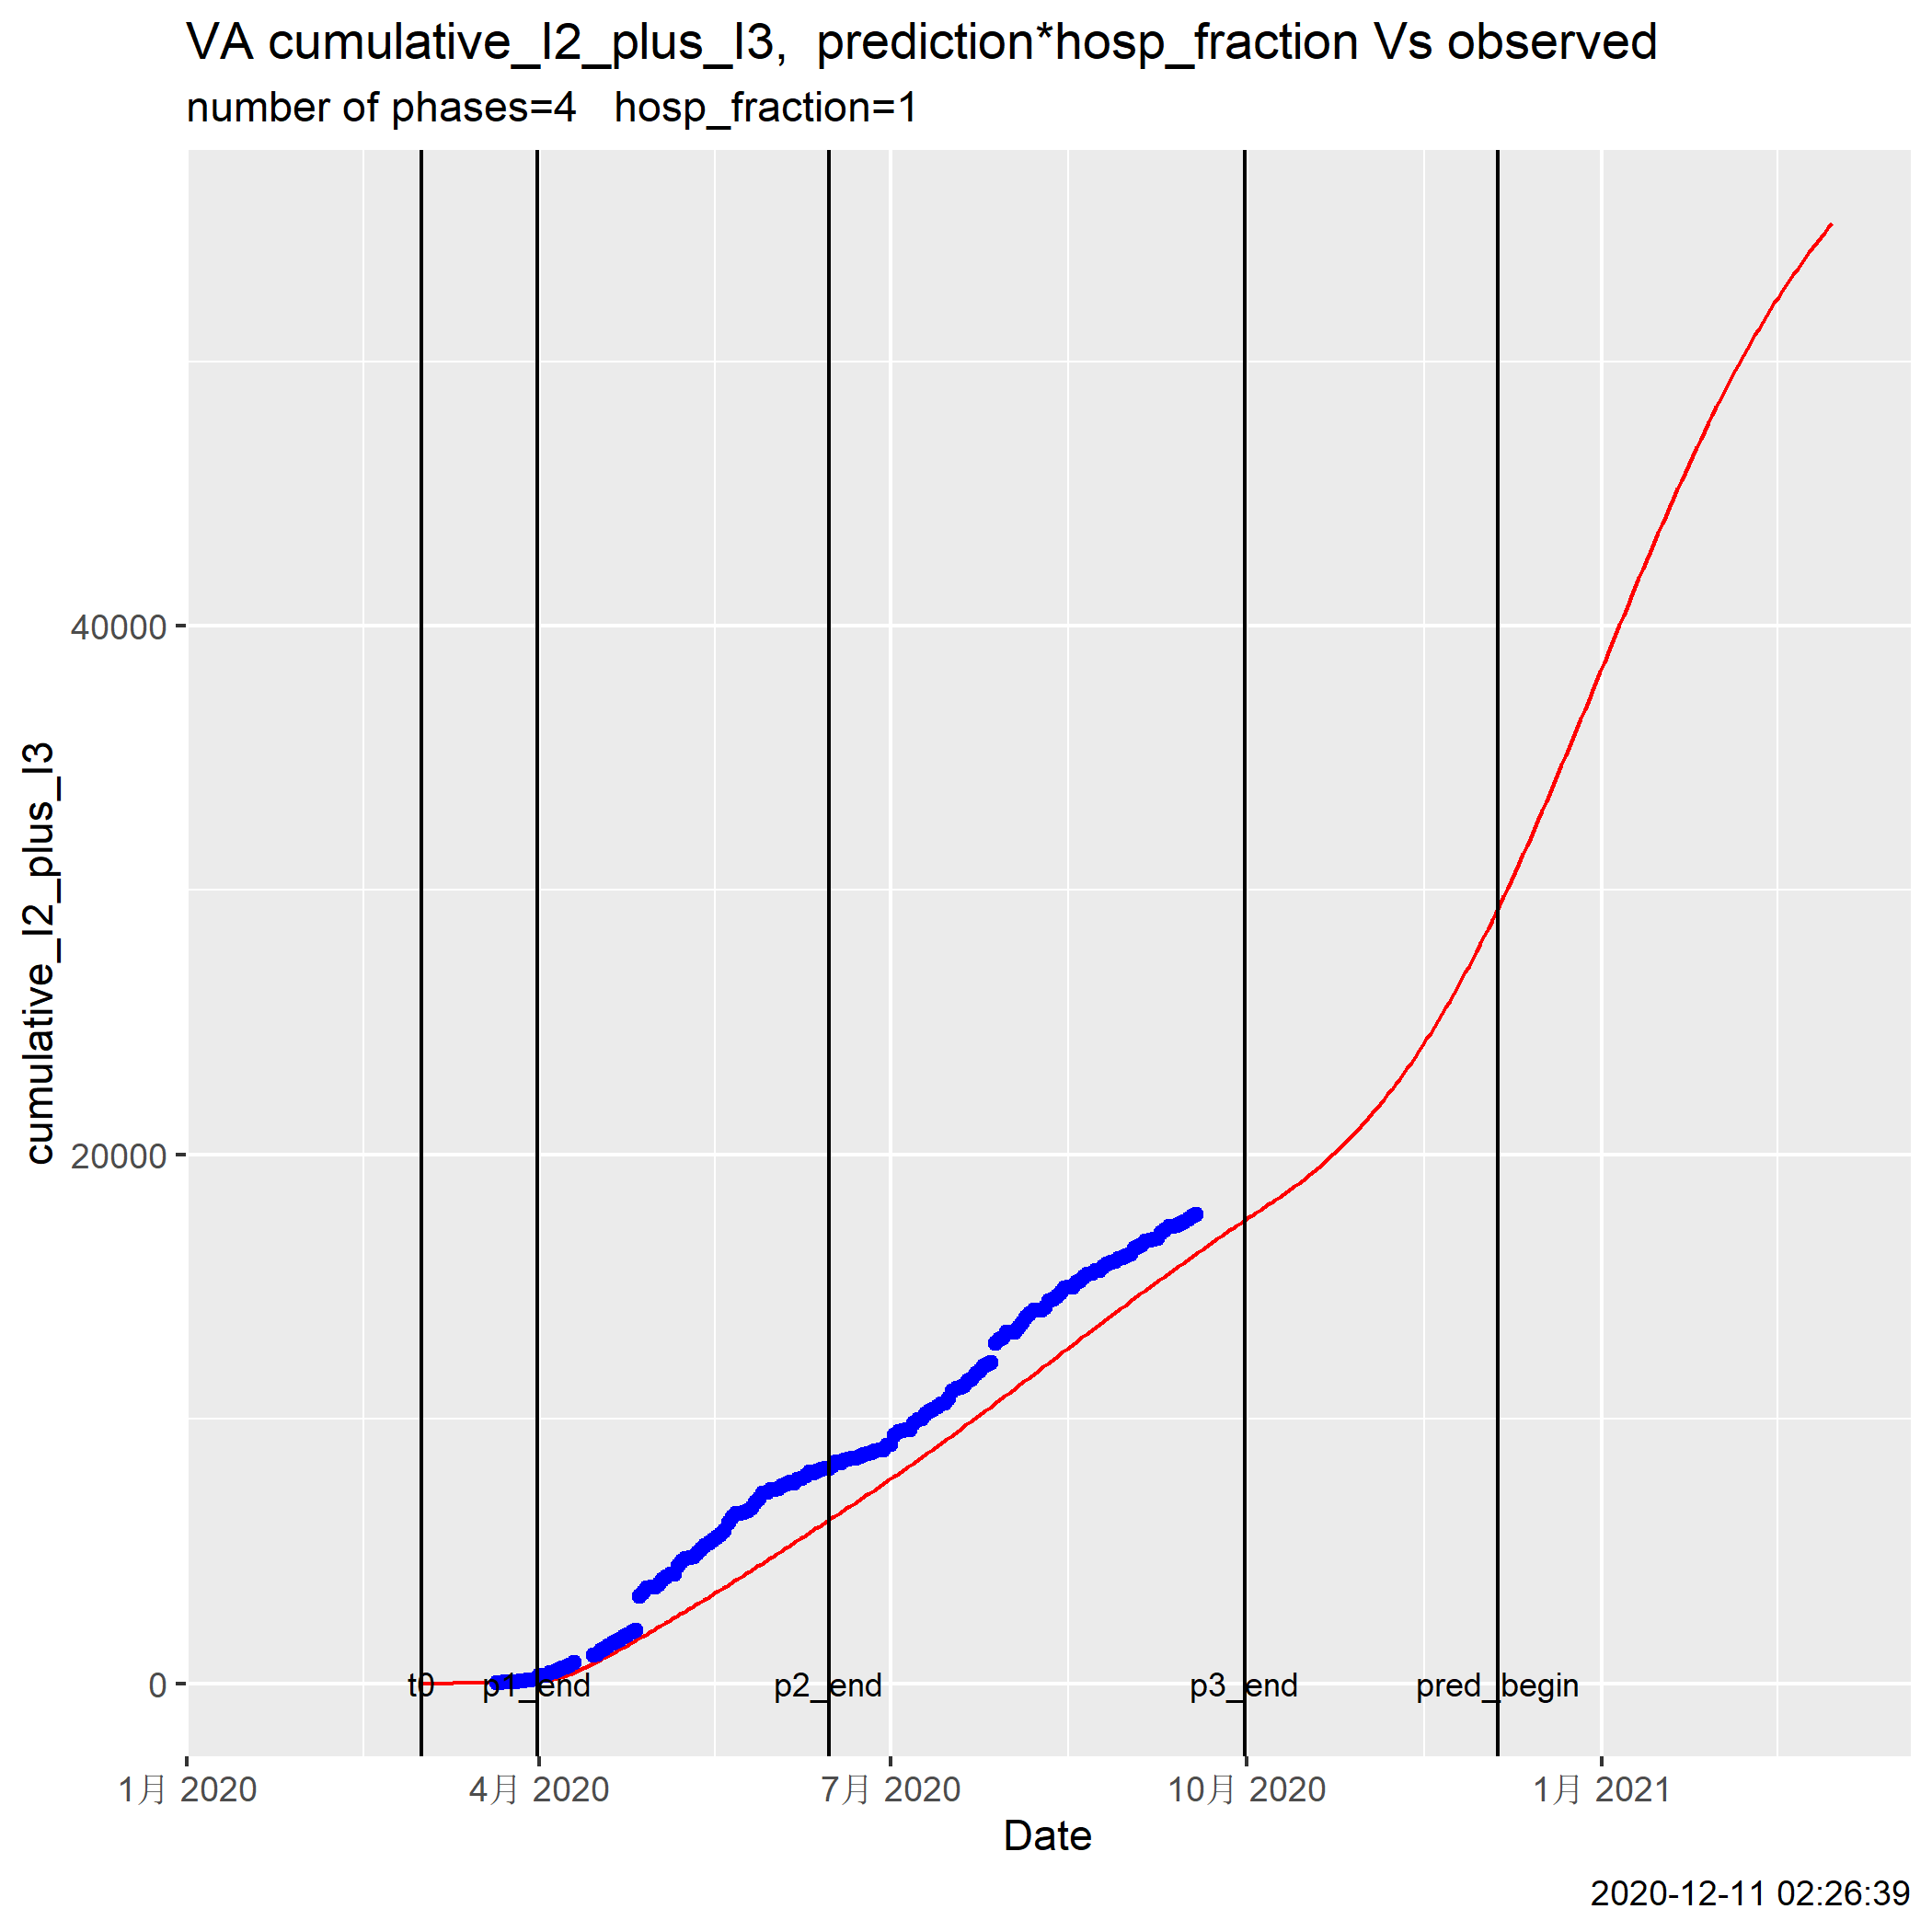 VA cumulative_I2_plus_I3,  prediction*hosp_fraction Vs observed
number of phases=4   hosp_fraction=1
cumulative_I2_plus_I3
40000
20000
0
t0
p1_end
p2_end
p3_end
pred_begin
1月 2020
4月 2020
7月 2020
10月 2020
1月 2021
Date
2020-12-11 02:26:39